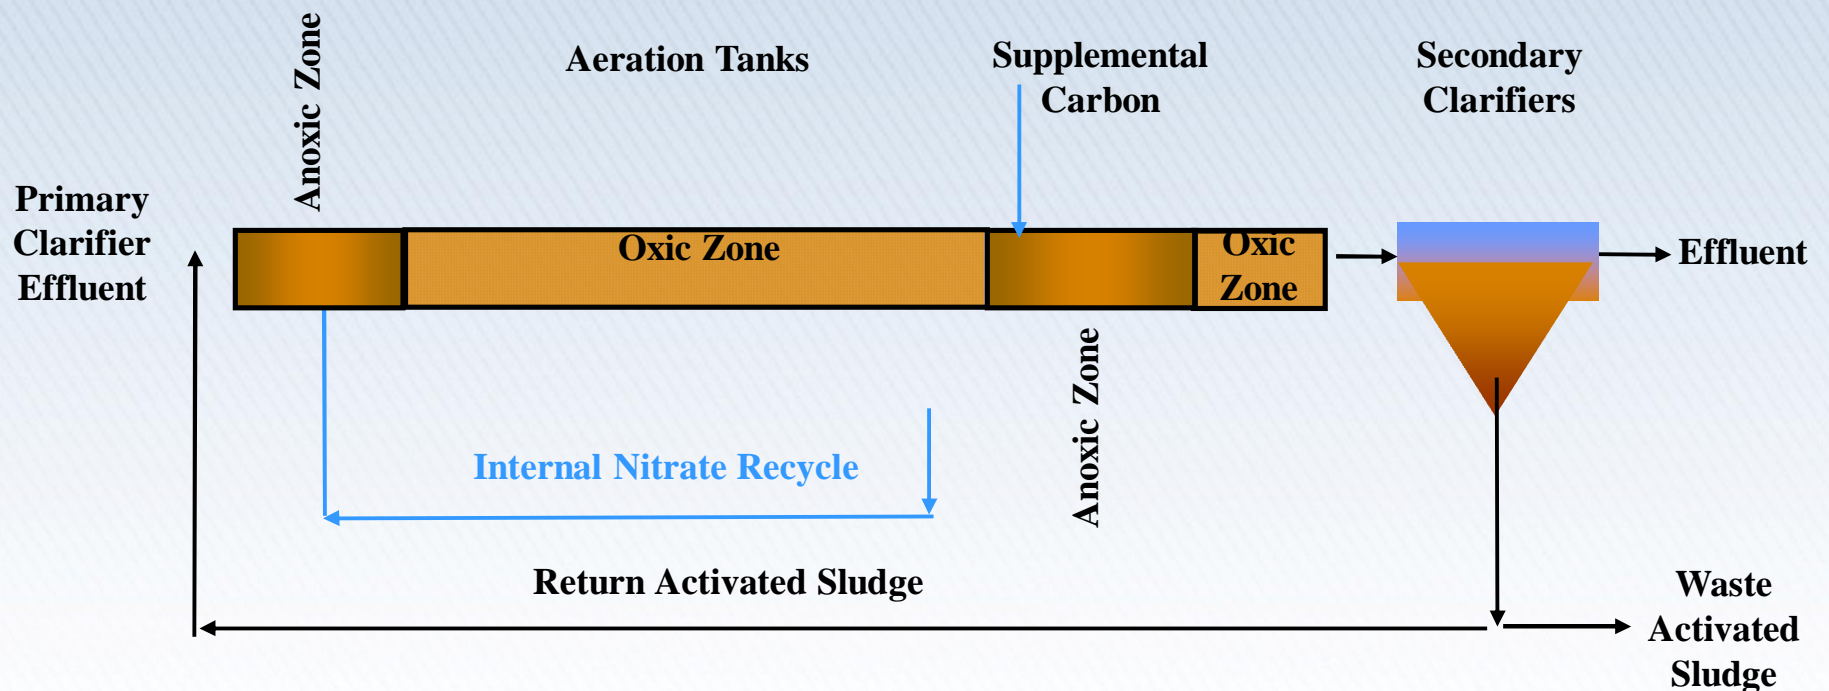 Anoxic Zone
Aeration Tanks
Supplemental
Carbon
Secondary
Clarifiers
Primary
Clarifier
Effluent
Oxic Zone
Oxic
Zone
Effluent
Anoxic Zone
Internal Nitrate Recycle
Return Activated Sludge
Waste
Activated
Sludge